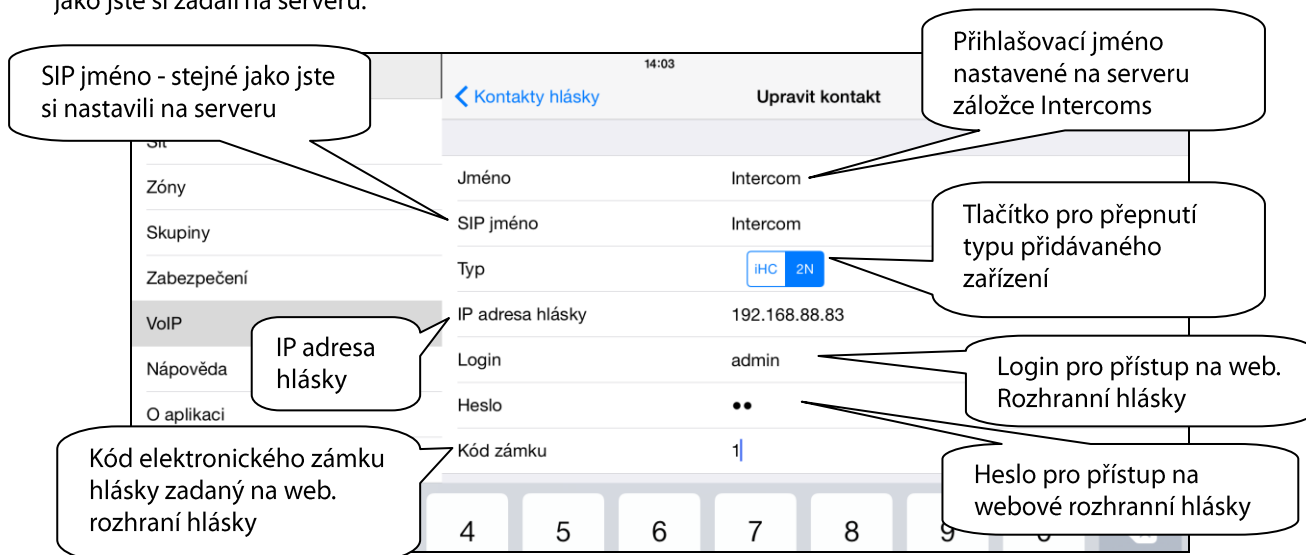 jako jste si zadali na serveru.
SIP jméno - stejné jako jste
si nastavili na serveru
Přihlašovací jméno
nastavené na serveru
záložce Intercoms
14:03
Kontakty hlásky
Upravit kontakt
Síť
Zóny
Skupiny
Zabezpečení
VoIP
Nápověda
O aplikaci
Jméno
Intercom
SIP jméno
Intercom
Typ
iHC
2N
IP adresa hlásky
192.168.88.83
Login
admin
Heslo
••
Kód zámku
1
Tlačítko pro přepnutí
typu přidávaného
zařízení
IP adresa
hlásky
Login pro přístup na web.
Rozhranní hlásky
Kód elektronického zámku
hlásky zadaný na web.
rozhraní hlásky
Heslo pro přístup na
webové rozhranní hlásky
4 5 6 7 8 9